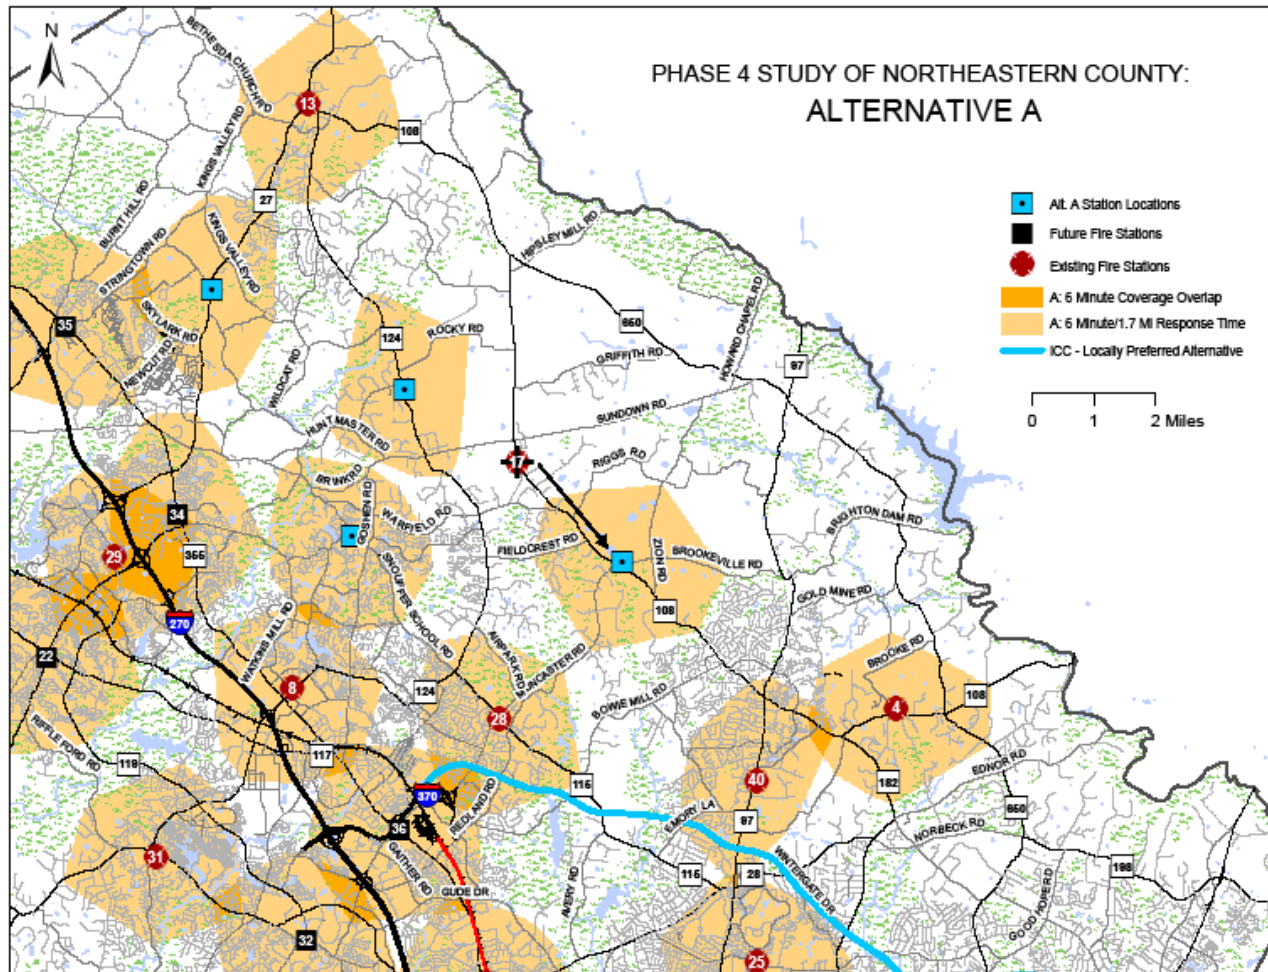 N
PHASE 4 STUDY OF NORTHEASTERN COUNTY:
ALTERNATIVE A
Alt. A Station Locations
Future Fire Stations
Existing Fire Stations
A: 6 Minute Coverage Overlap
A: 6 Minute/1.7 MI Response Time
ICC - Locally Preferred Alternative
0 1 2 Miles
BETHESDA CHURCH RD
13
108
KINGS VALLEY RD
27
BURNT HILL RD
KINGS VALLEY RD
STRINGTOWN RD
HIPSLEY MILL RD
SKYLARK RD
35
NEWCUT RD
WILDCAT RD
124
ROCKY RD
650
HOWARD CHAPEL RD
GRIFFITH RD
97
SUNDOWN RD
HUNT MASTER RD
17
RIGGS RD
BRINK RD
GOSHEN RD
WARFIELD RD
34
29
355
FIELDCREST RD
ZION RD
BROOKEVILLE RD
BRIGHTON DAM RD
SNOUFFER SCHOOL RD
GOLD MINE RD
108
270
WATKINS MILL RD
AIRPARK RD
MUNCASTER RD
BROOKE RD
22
8
124
28
BOWIE MILL RD
4
108
RIFFLE FORD RD
119
117
370
REDLAND RD
115
40
182
EDNOR RD
650
EMORY LA
97
NORBECK RD
36
GAITHER RD
31
WINTERGATE DR
115
28
198
GUDE DR
AVERY RD
GOOD HOPE RD
32
25